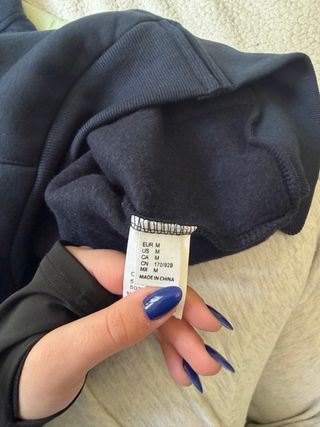 EUR M
US M
CA M
CN 170/92B
MX M
MADE IN CHINA